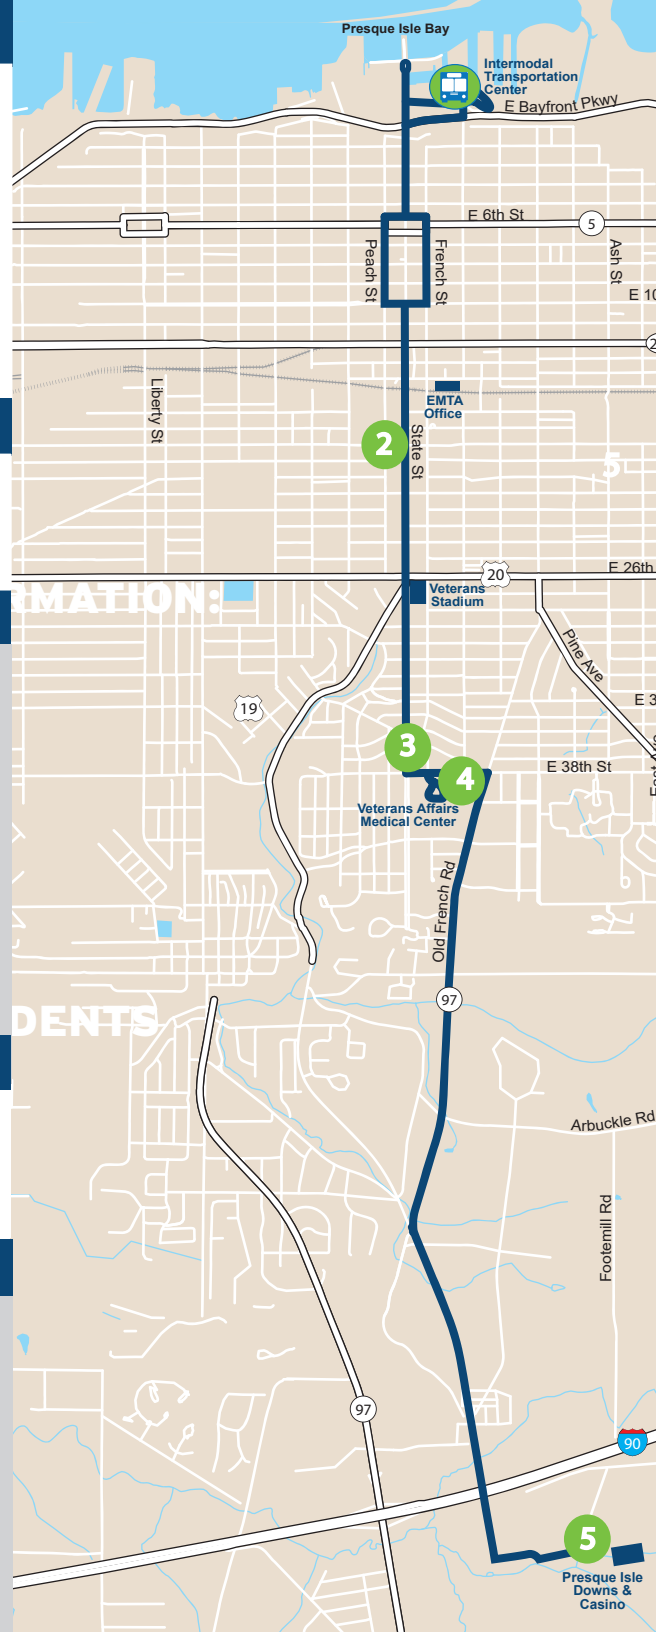 Presque Isle Bay
Intermodal
Transportation
Center
E Bayfront Pkwy
E 6th St
5
Peach St
French St
Ash St
E 10
2
Liberty St
EMTA
Office
2
State St
5
20
E 26th
RMATION:
Veterans
Stadium
Pine Ave
19
E 3
3
E 38th St
4
Veterans Affairs
Medical Center
Old French Rd
97
DENTS
Arbuckle Rd
Footemill Rd
97
90
5
Presque Isle
Downs &
Casino